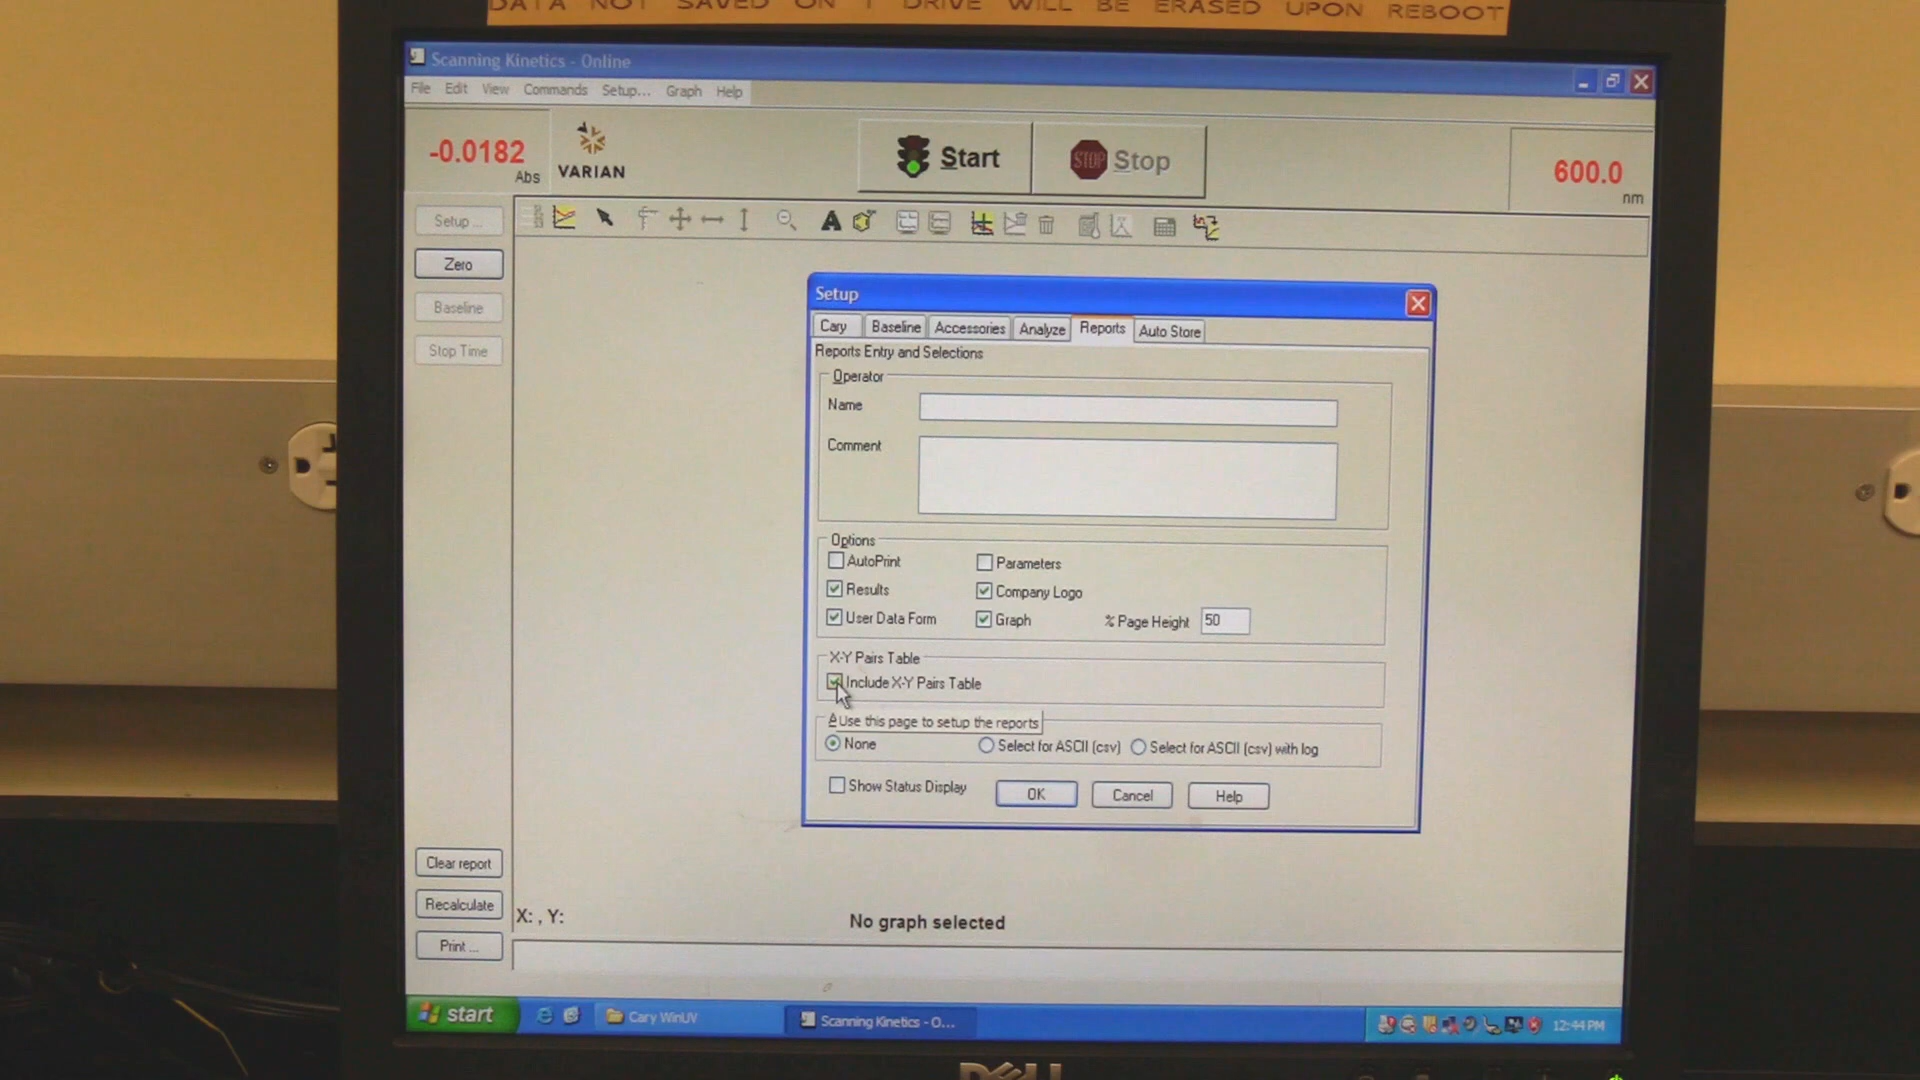 DATA NOT SAVED ON T DRIVE WILL BE ERASED UPON REBOOT
Scanning Kinetics - Online
File Edit View Commands Setup... Graph Help
-0.0182
Abs
VARIAN
Start
STOP Stop
600.0
nm
Setup ...
Zero
Baseline
Stop Time
A
Setup
Cary Baseline Accessories Analyze Reports Auto Store
Reports Entry and Selections
Operator
Name
Comment
Options
AutoPrint
Parameters
Results
Company Logo
User Data Form
Graph
% Page Height 50
X-Y Pairs Table
Include X-Y Pairs Table
Use this page to setup the reports
None
Select for ASCII (csv)
Select for ASCII (csv) with log
Show Status Display
OK
Cancel
Help
Clear report
Recalculate
Print ...
X: , Y:
No graph selected
start
Cary WinUV
Scanning Kinetics - O...
12:44 PM
DELL